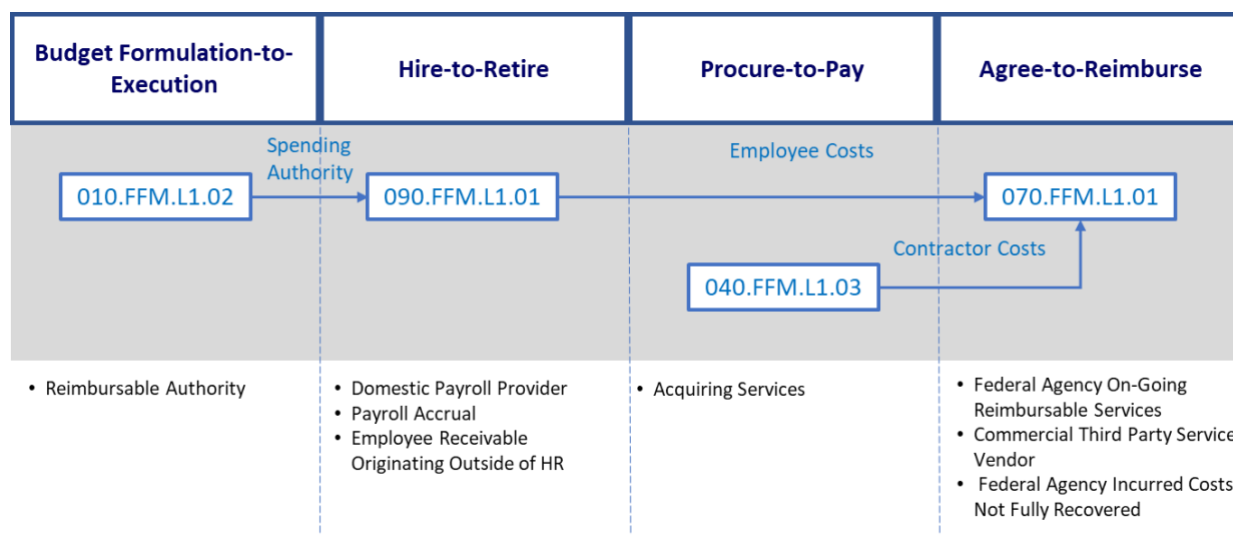 Budget Formulation-to-
Execution
Hire-to-Retire
Procure-to-Pay
Agree-to-Reimburse
Spending
Authority
Employee Costs
010.FFM.L1.02
090.FFM.L1.01
070.FFM.L1.01
Contractor Costs
040.FFM.L1.03
• Reimbursable Authority
• Domestic Payroll Provider
• Payroll Accrual
• Employee Receivable
Originating Outside of HR
• Acquiring Services
• Federal Agency On-Going
Reimbursable Services
• Commercial Third Party Service
Vendor
• Federal Agency Incurred Costs
Not Fully Recovered